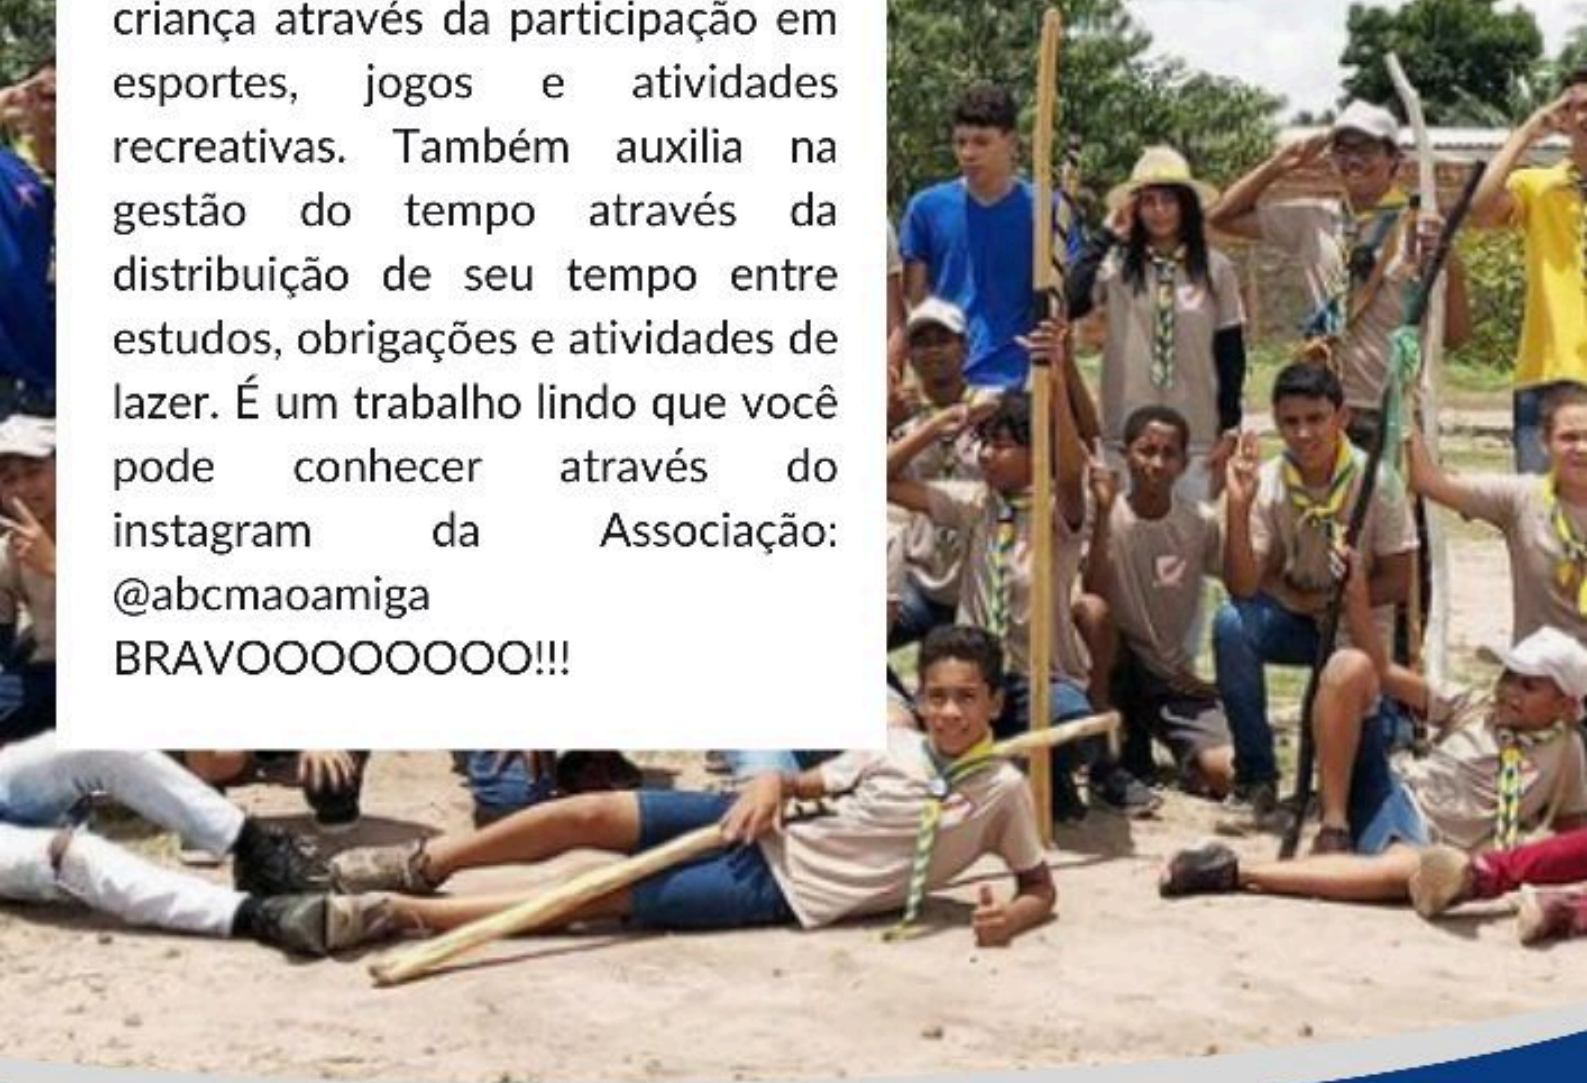 criança através da participação em
esportes, jogos e atividades
recreativas. Também auxilia na
gestão do tempo através da
distribuição de seu tempo entre
estudos, obrigações e atividades de
lazer. É um trabalho lindo que você
pode conhecer através do
instagram da Associação:
@abcmaoamiga
BRAVOOOOOOOO!!!